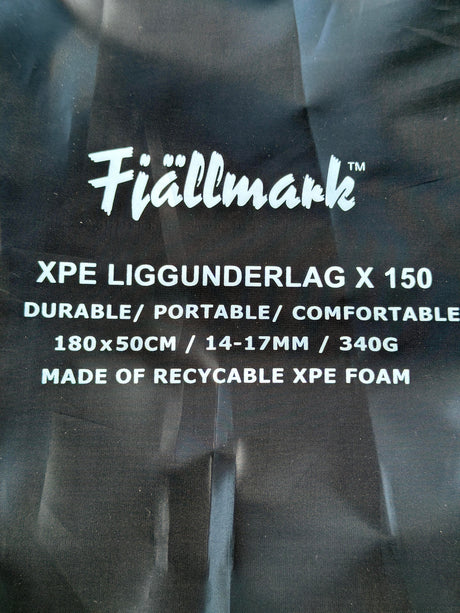 Fjällmark™
XPE LIGGUNDERLAG X 150
DURABLE/ PORTABLE/ COMFORTABLE
180x50CM / 14-17MM / 340G
MADE OF RECYCABLE XPE FOAM